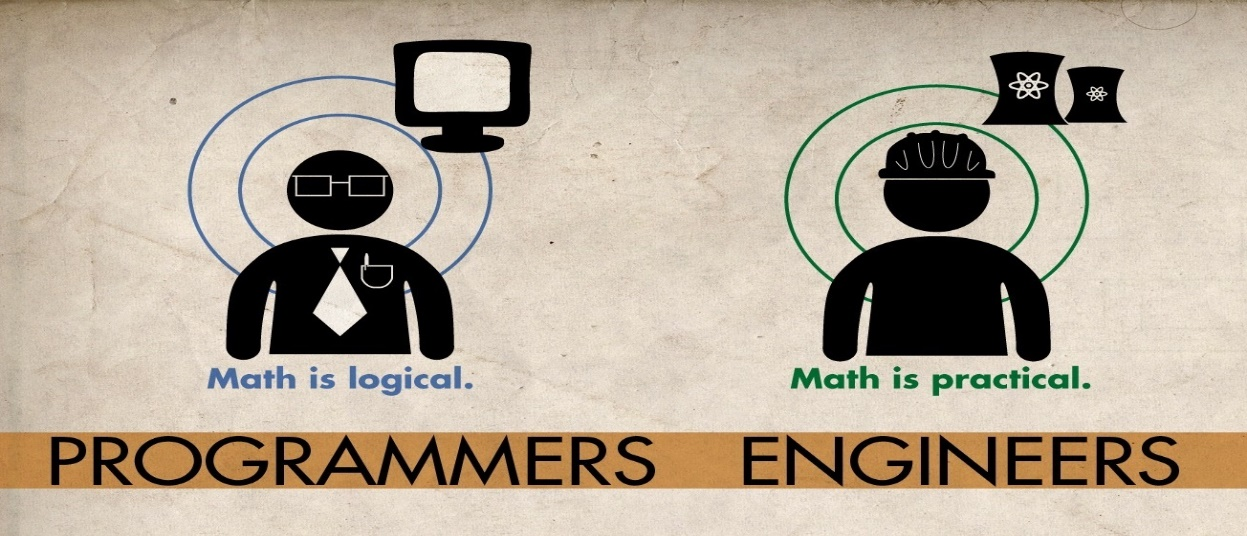 Math is logical.
Math is practical.
PROGRAMMERS
ENGINEERS